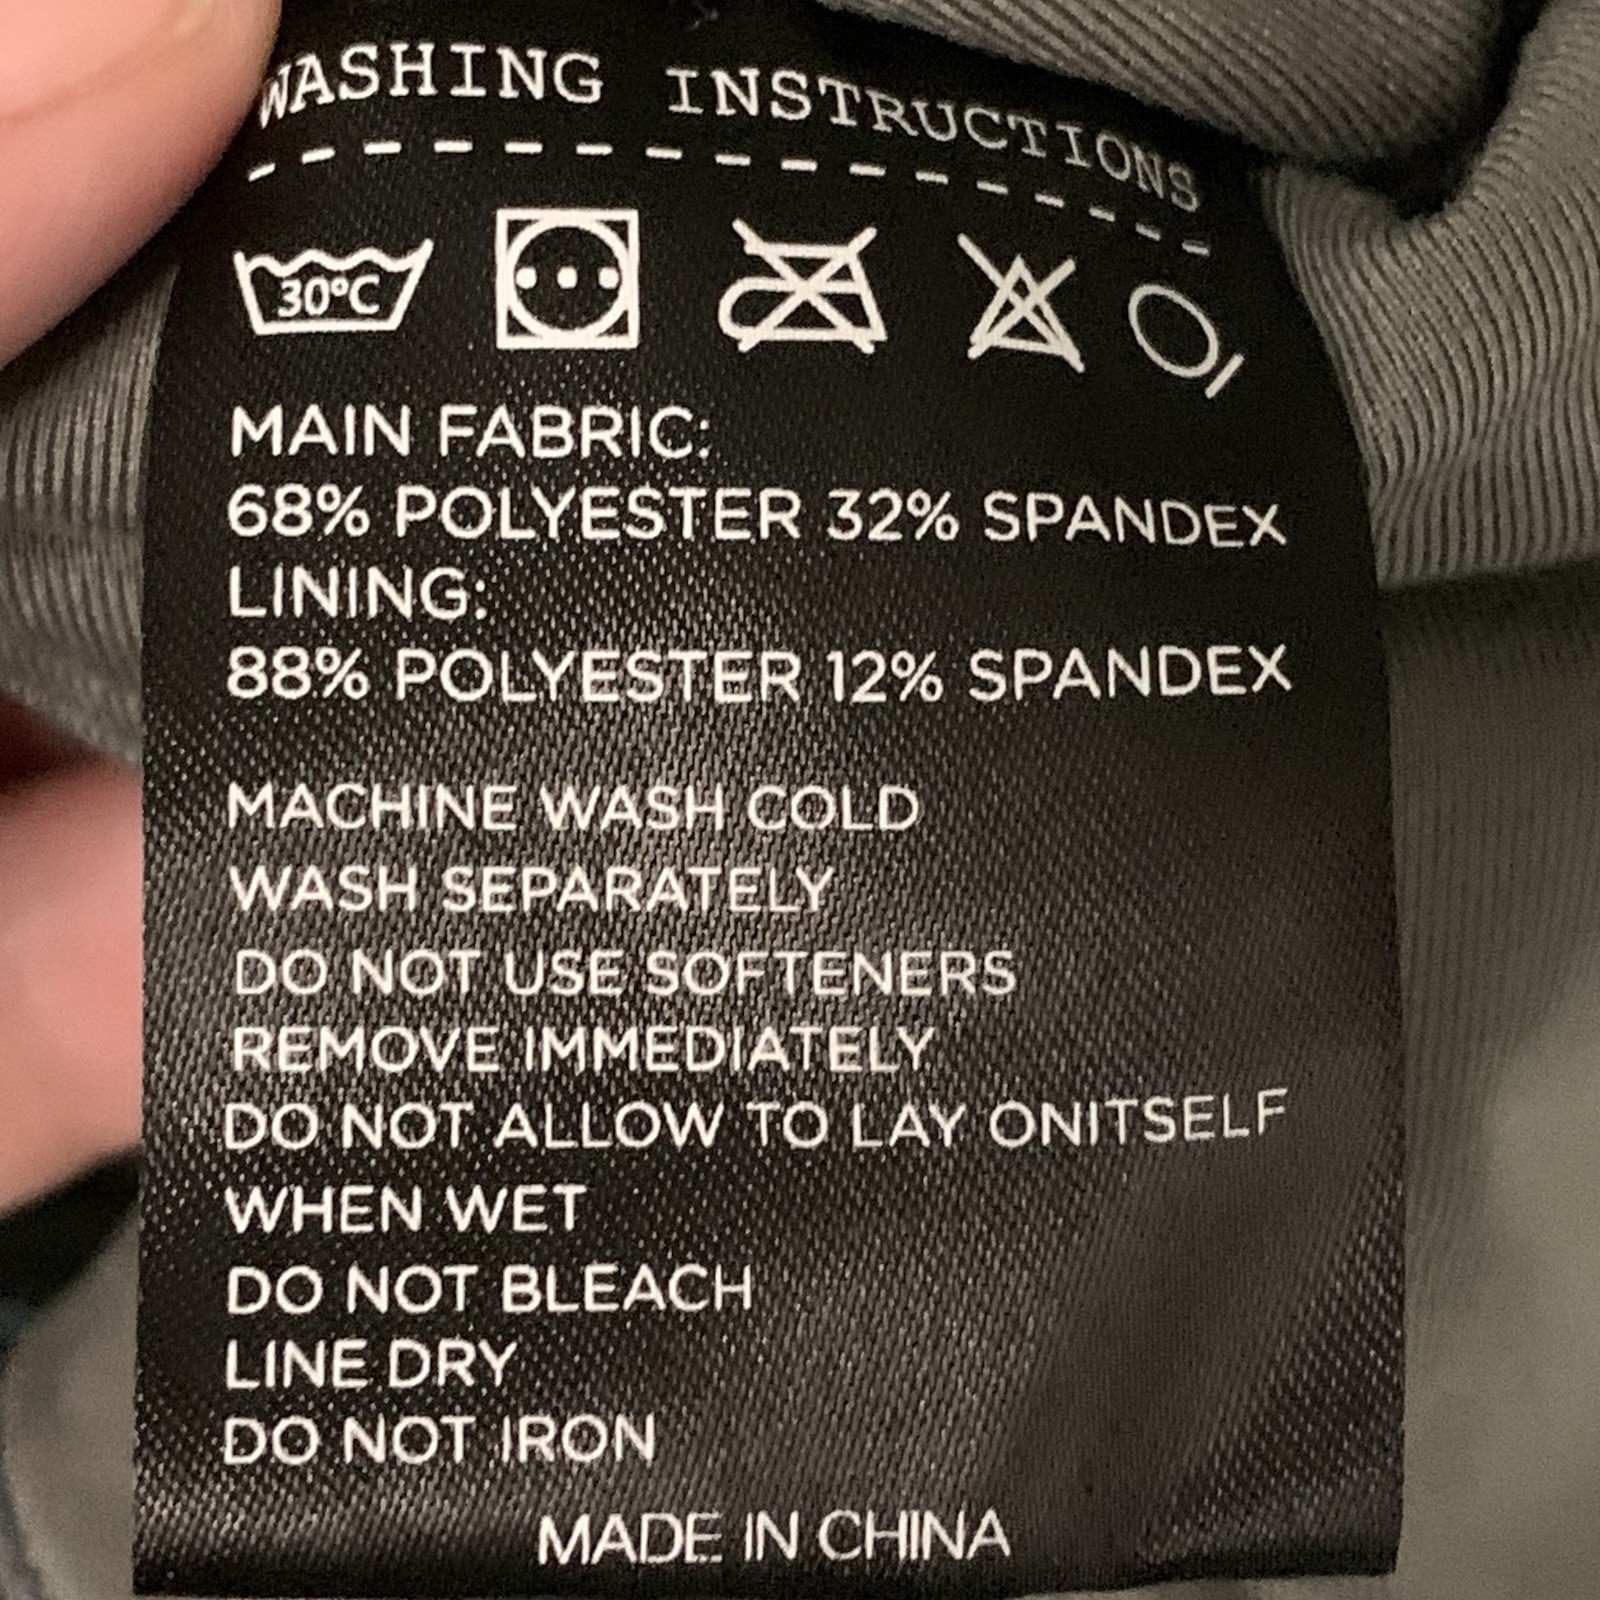 WASHING INSTRUCTIONS
30°C
MAIN FABRIC:
68% POLYESTER 32% SPANDEX
LINING:
88% POLYESTER 12% SPANDEX
MACHINE WASH COLD
WASH SEPARATELY
DO NOT USE SOFTENERS
REMOVE IMMEDIATELY
DO NOT ALLOW TO LAY ONITSELF
WHEN WET
DO NOT BLEACH
LINE DRY
DO NOT IRON
MADE IN CHINA